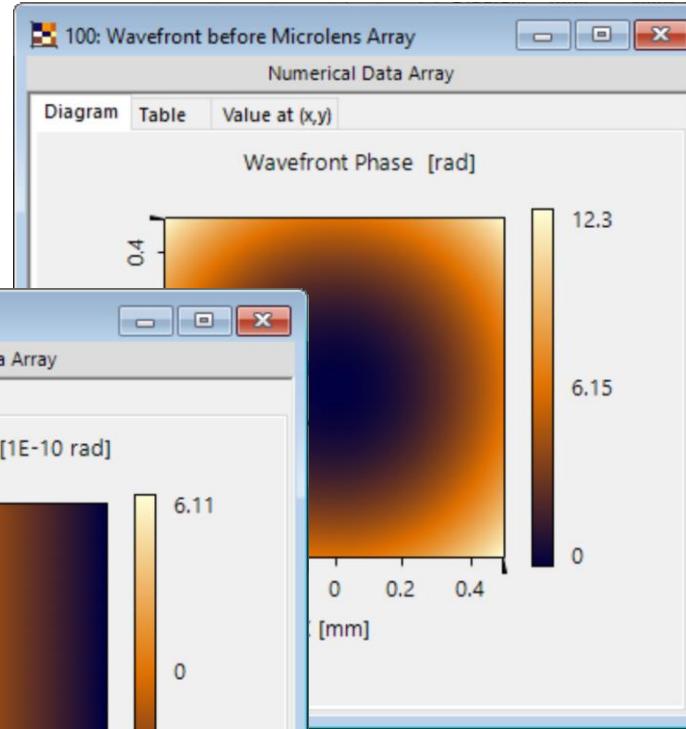 100: Wavefront before Microlens Array
Numerical Data Array
Diagram Table Value at (x,y)
Wavefront Phase [rad]
12.3
0.4
6.15
0
0 0.2 0.4
[mm]
a Array
[1E-10 rad]
6.11
0